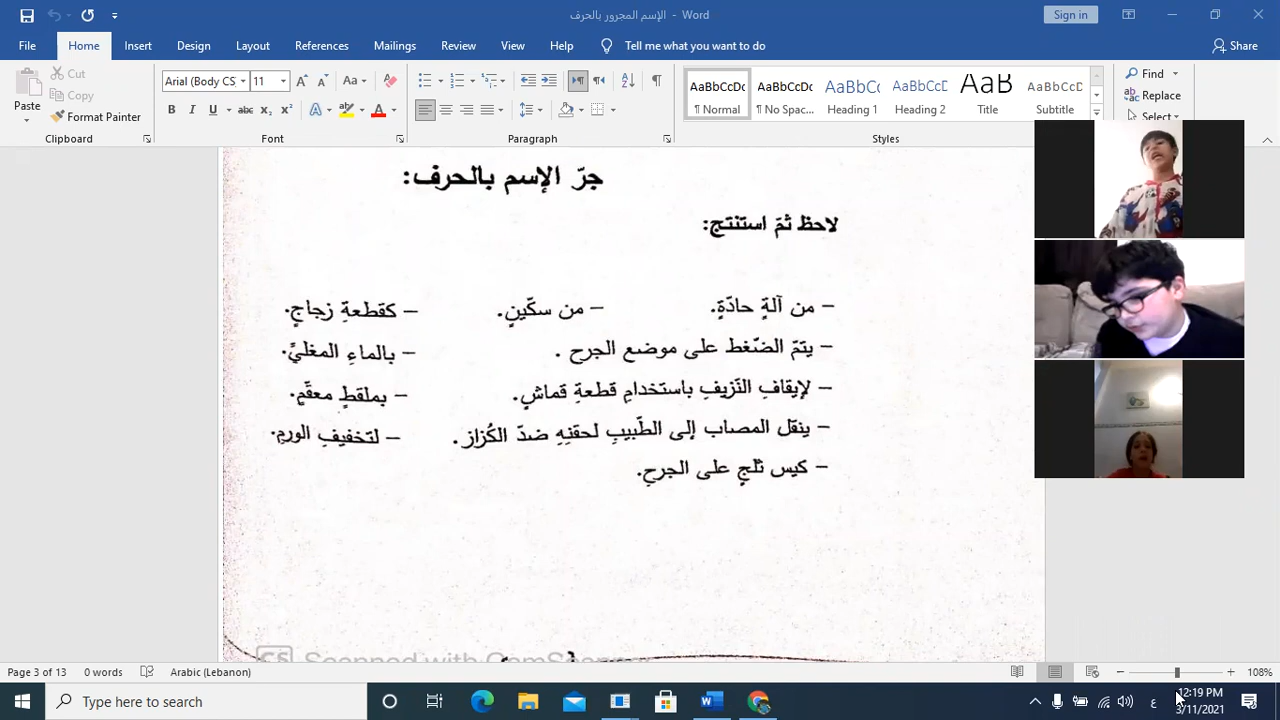 الإسم المجرور بالحرف - Word
Sign in
File Home Insert Design Layout References Mailings Review View Help Tell me what you want to do Share
Paste
Cut
Copy
Format Painter
Clipboard
Arial (Body CS 11
Font
Paragraph
AaBbCcDc
¶ Normal
AaBbCcDc
¶ No Spac...
AaBbCc
Heading 1
AaBbCcD
Heading 2
AaB
Title
AaBbCcD
Subtitle
Styles
Find
Replace
Select
جرّ الإسم بالحرف:
لاحظ ثمّ استنتج:
– من آلةٍ حادّةٍ. – من سكّينٍ. – كقطعةِ زجاجٍ.
– يتمّ الضّغط على موضع الجرح . – بالماءِ المغليِّ.
– لإيقافِ النّزيفِ باستخدامِ قطعةِ قماشٍ. – بملقطٍ معقّمٍ.
– ينقل المصاب إلى الطّبيبِ لحقنِهِ ضدّ الكُزاز. – لتخفيفِ الورمِ.
– كيس ثلجٍ على الجرحِ.
CS Scanned with CamScanner
Page 3 of 13 0 words Arabic (Lebanon) 108%
Type here to search
ع
12:19 PM
3/11/2021